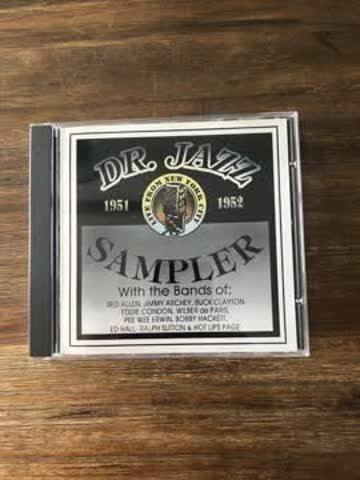 DR. JAZZ
LIVE FROM NEW YORK CITY
1951 1952
SAMPLER
With the Bands of:
RED ALLEN, JIMMY ARCHEY, BUCK CLAYTON,
EDDIE CONDON, WILBER de PARIS,
PEE WEE ERWIN, BOBBY HACKETT,
ED HALL, RALPH SUTTON & HOT LIPS PAGE